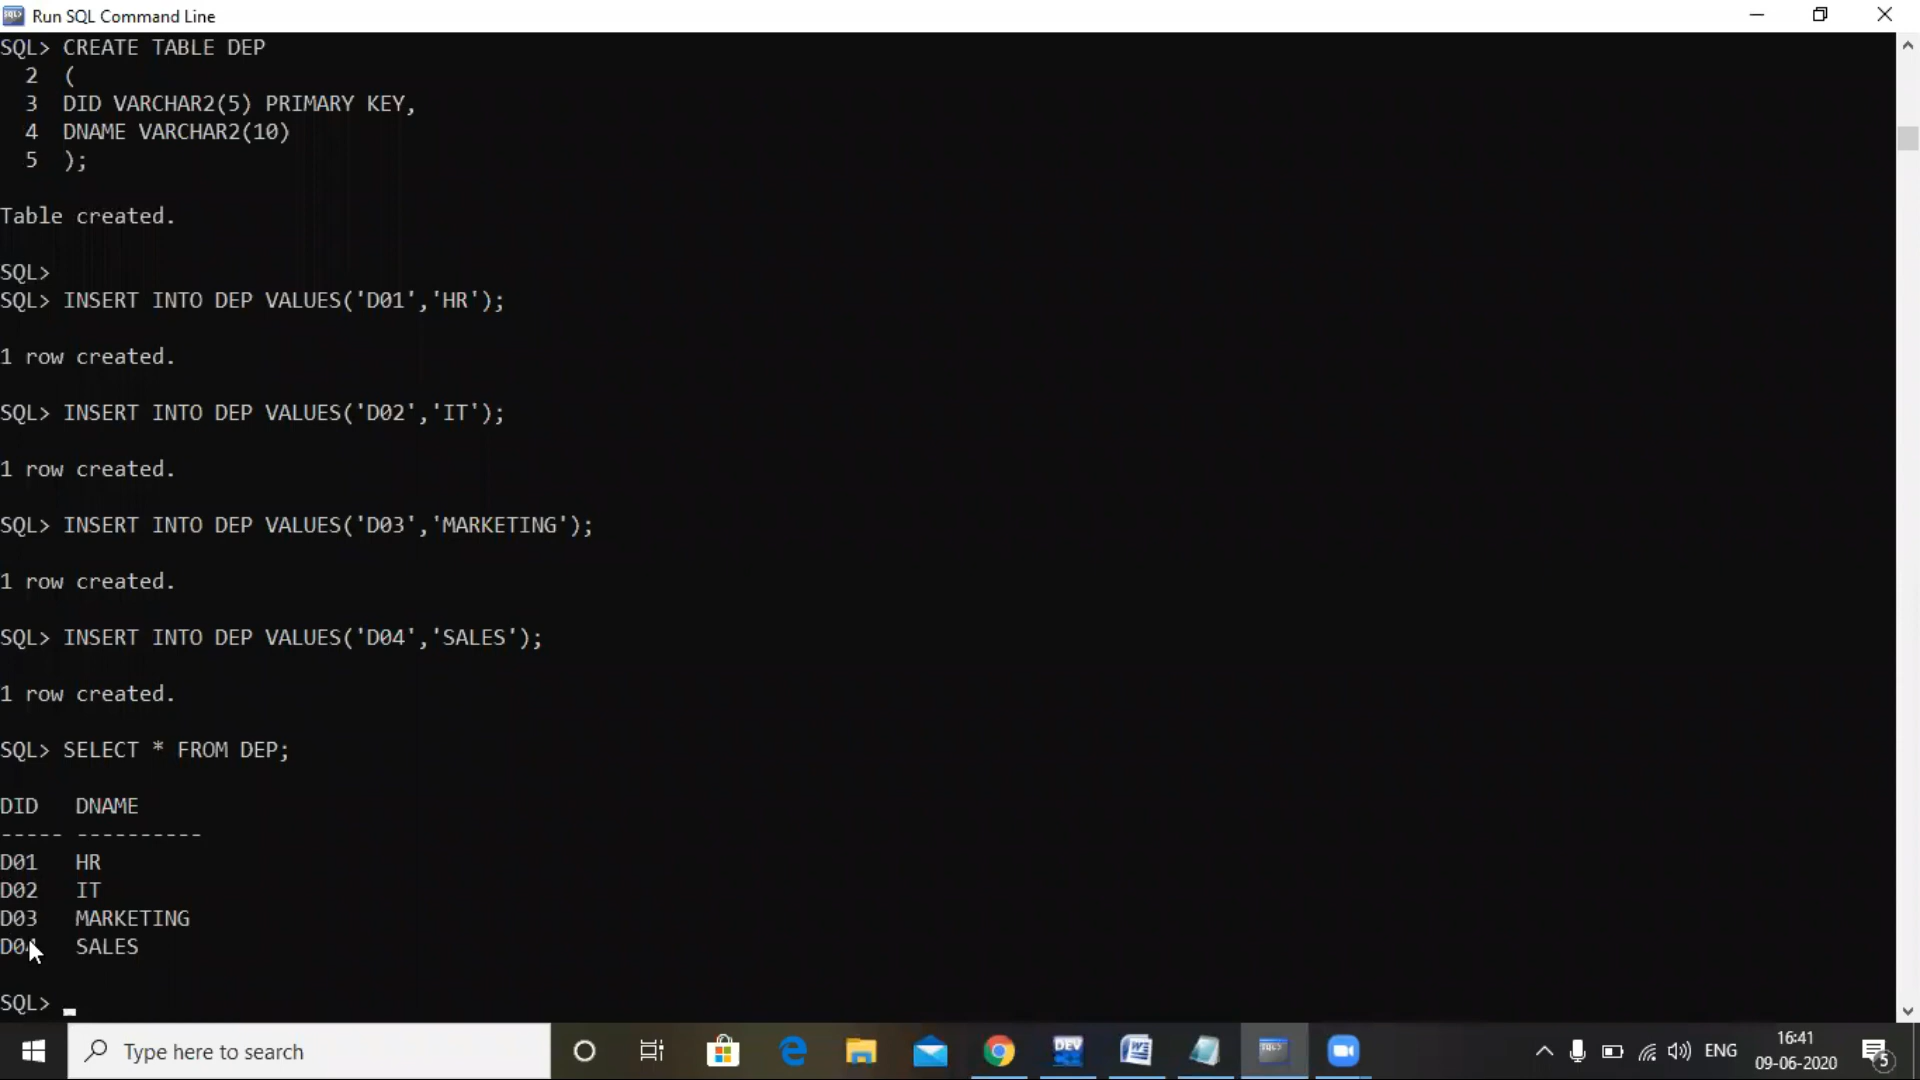 Run SQL Command Line
SQL> CREATE TABLE DEP
2 (
3 DID VARCHAR2(5) PRIMARY KEY,
4 DNAME VARCHAR2(10)
5 );
Table created.
SQL>
SQL> INSERT INTO DEP VALUES('D01','HR');
1 row created.
SQL> INSERT INTO DEP VALUES('D02','IT');
1 row created.
SQL> INSERT INTO DEP VALUES('D03','MARKETING');
1 row created.
SQL> INSERT INTO DEP VALUES('D04','SALES');
1 row created.
SQL> SELECT * FROM DEP;
DID DNAME
----- ----------
D01 HR
D02 IT
D03 MARKETING
D04 SALES
SQL>
Type here to search
DEV
ENG
16:41
09-06-2020
5